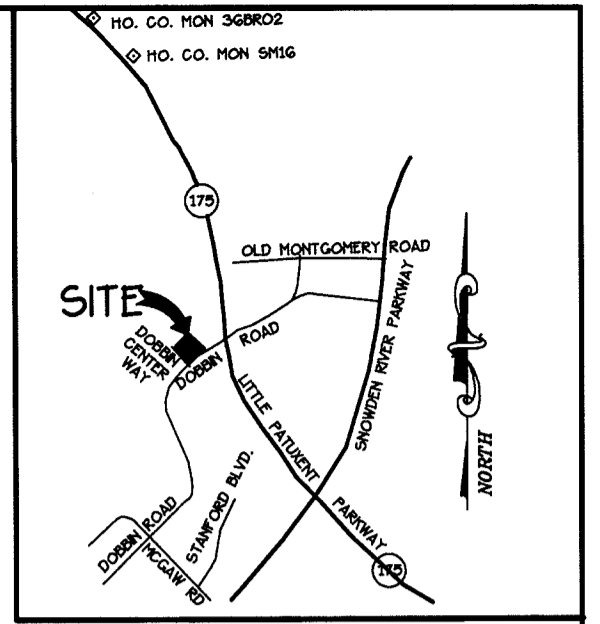 HO. CO. MON 36BR02
HO. CO. MON SM16
175
OLD MONTGOMERY ROAD
SITE
DOBBIN
CENTER
WAY
DOBBIN ROAD
SNOWDEN RIVER PARKWAY
LITTLE PATUXENT PARKWAY
NORTH
STANFORD BLVD.
DOBBIN ROAD
MCGAW RD
175